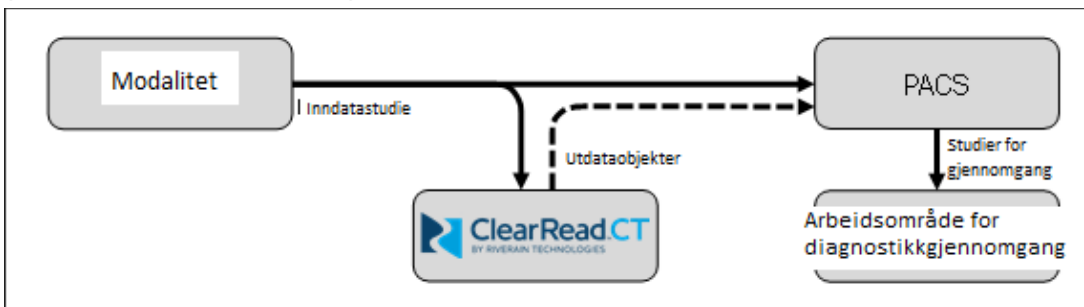 Modalitet
PACS
Inndatastudie
Utdataobjekter
Studier for
gjennomgang
ClearRead.CT
BY RIVERAIN TECHNOLOGIES
Arbeidsområde for
diagnostikkgjennomgang